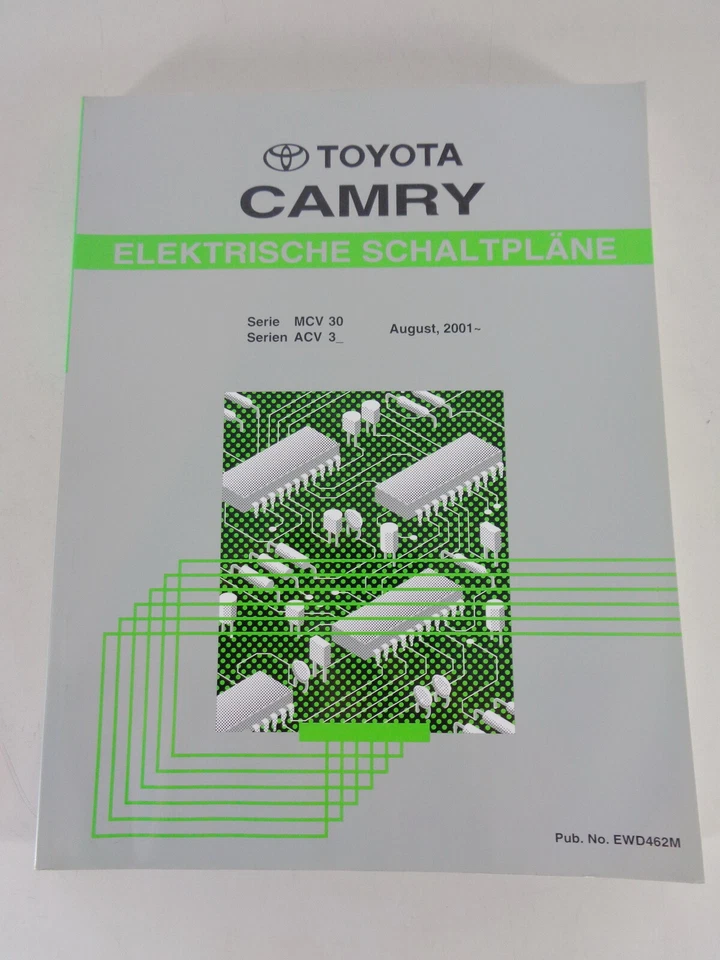 TOYOTA
CAMRY
ELEKTRISCHE SCHALTPLÄNE
Serie MCV 30
Serien ACV 3_
August, 2001~
Pub. No. EWD462M